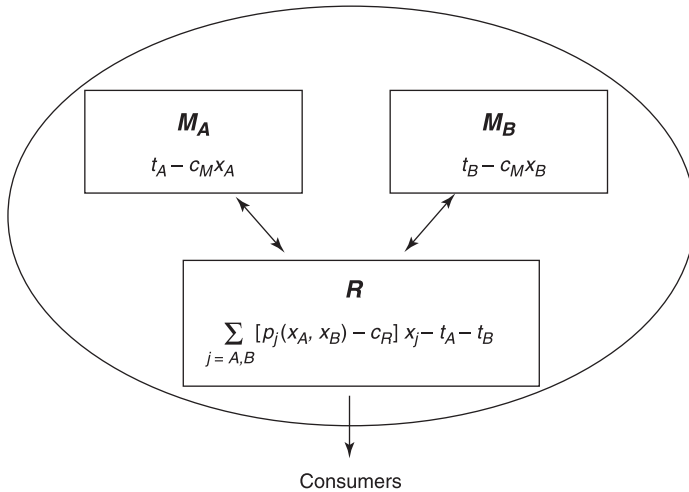 M_A
M_B
t_A – c_M x_A
t_B – c_M x_B
R
∑ [p_j(x_A, x_B) – c_R] x_j – t_A – t_B
j = A,B
Consumers